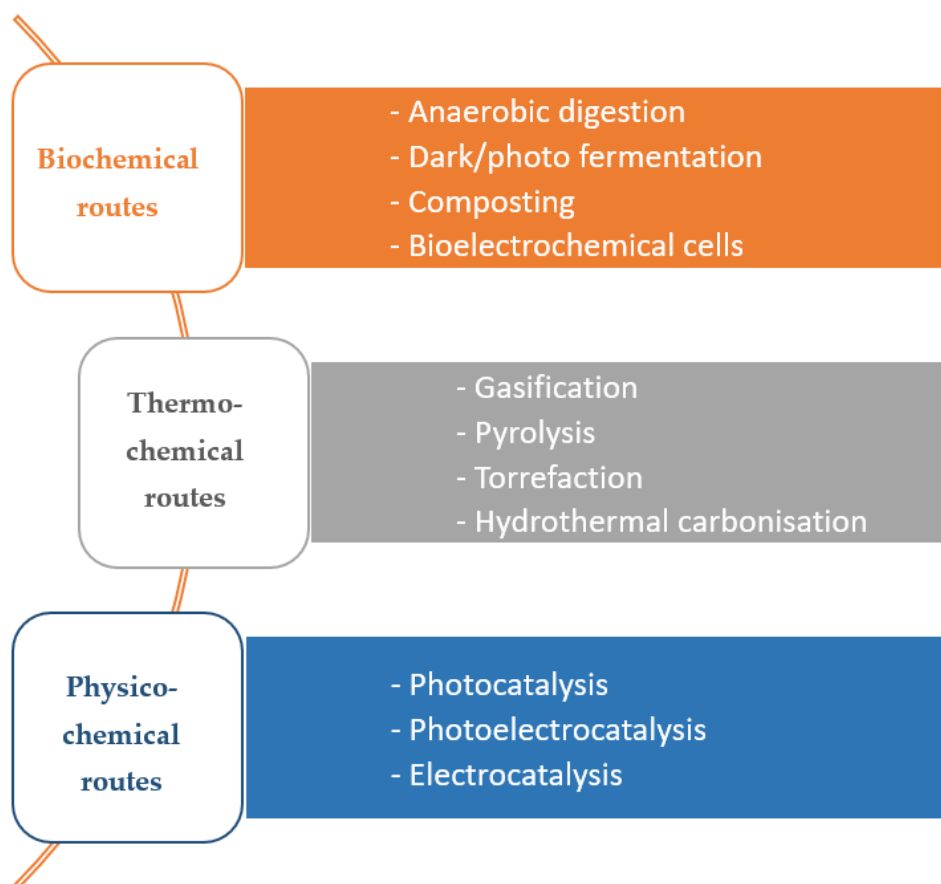 Biochemical
routes
- Anaerobic digestion
- Dark/photo fermentation
- Composting
- Bioelectrochemical cells
Thermo-
chemical
routes
- Gasification
- Pyrolysis
- Torrefaction
- Hydrothermal carbonisation
Physico-
chemical
routes
- Photocatalysis
- Photoelectrocatalysis
- Electrocatalysis